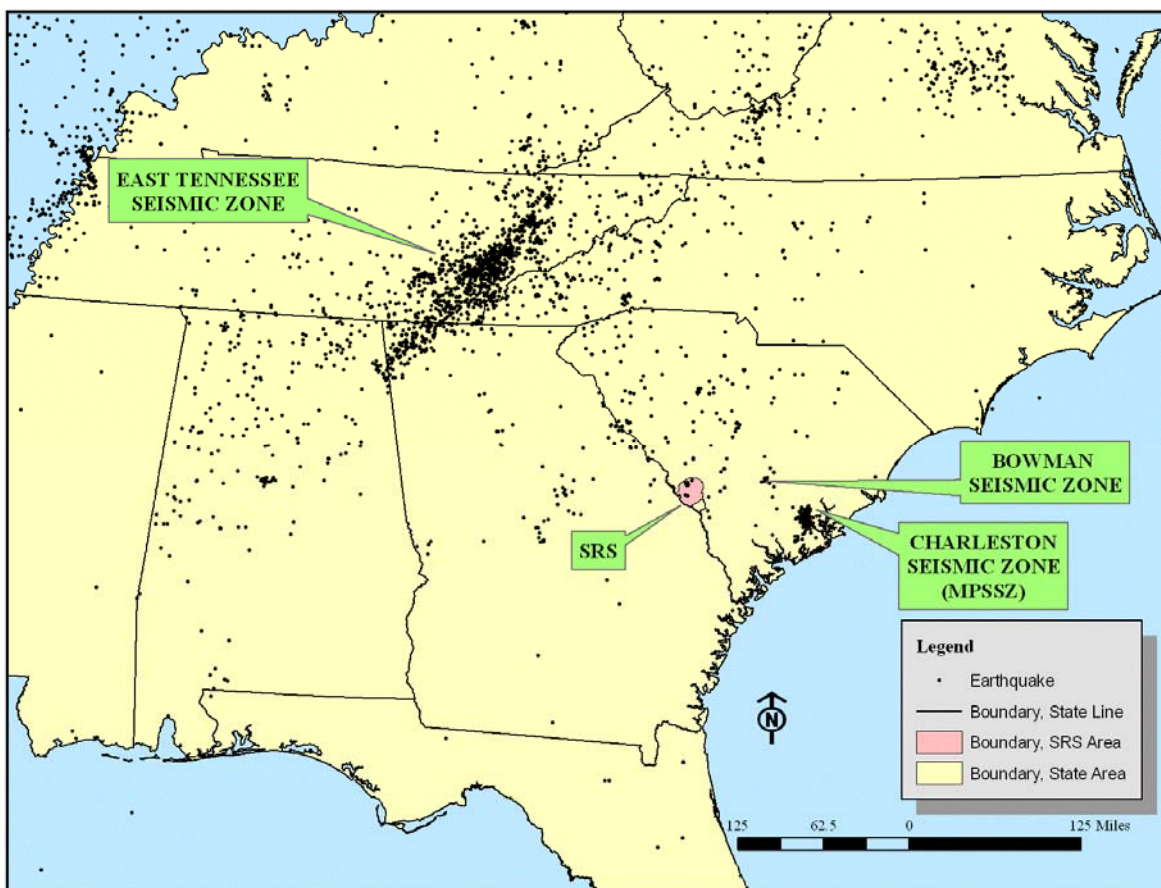 EAST TENNESSEE
SEISMIC ZONE
BOWMAN
SEISMIC ZONE
SRS
CHARLESTON
SEISMIC ZONE
(MPSSZ)
Legend
Earthquake
Boundary, State Line
Boundary, SRS Area
Boundary, State Area
N
125 62.5 0 125 Miles